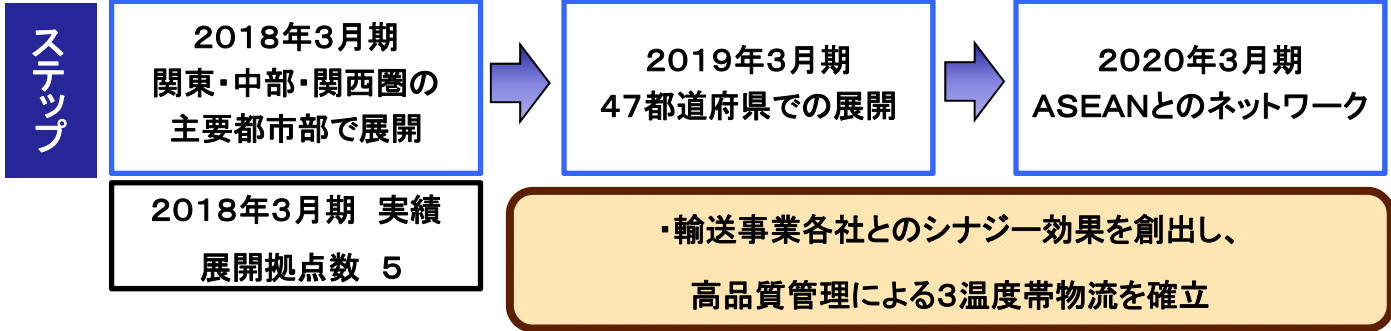 ステップ
2018年3月期
関東・中部・関西圏の
主要都市部で展開
2019年3月期
47都道府県での展開
2020年3月期
ASEANとのネットワーク
2018年3月期 実績
展開拠点数 5
・輸送事業各社とのシナジー効果を創出し、
高品質管理による3温度帯物流を確立